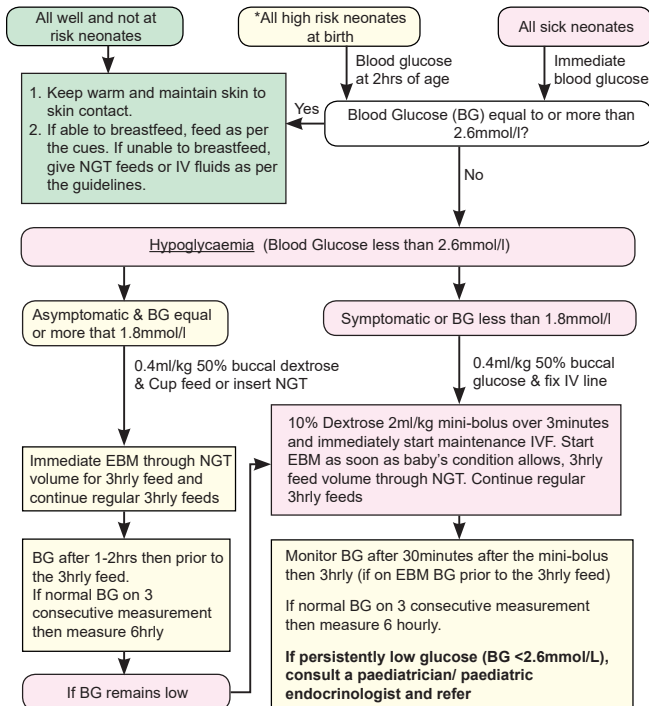 All well and not at
risk neonates
*All high risk neonates
at birth
All sick neonates
Blood glucose
at 2hrs of age
Immediate
blood glucose
1. Keep warm and maintain skin to
skin contact.
2. If able to breastfeed, feed as per
the cues. If unable to breastfeed,
give NGT feeds or IV fluids as per
the guidelines.
Yes
Blood Glucose (BG) equal to or more than
2.6mmol/l?
No
Hypoglycaemia (Blood Glucose less than 2.6mmol/l)
Asymptomatic & BG equal
or more that 1.8mmol/l
Symptomatic or BG less than 1.8mmol/l
0.4ml/kg 50% buccal dextrose
& Cup feed or insert NGT
0.4ml/kg 50% buccal
glucose & fix IV line
Immediate EBM through NGT
volume for 3hrly feed and
continue regular 3hrly feeds
10% Dextrose 2ml/kg mini-bolus over 3minutes
and immediately start maintenance IVF. Start
EBM as soon as baby's condition allows, 3hrly
feed volume through NGT. Continue regular
3hrly feeds
BG after 1-2hrs then prior to
the 3hrly feed.
If normal BG on 3
consecutive measurement
then measure 6hrly
Monitor BG after 30minutes after the mini-bolus
then 3hrly (if on EBM BG prior to the 3hrly feed)
If normal BG on 3 consecutive measurement
then measure 6 hourly.
If persistently low glucose (BG <2.6mmol/L),
consult a paediatrician/ paediatric
endocrinologist and refer
If BG remains low